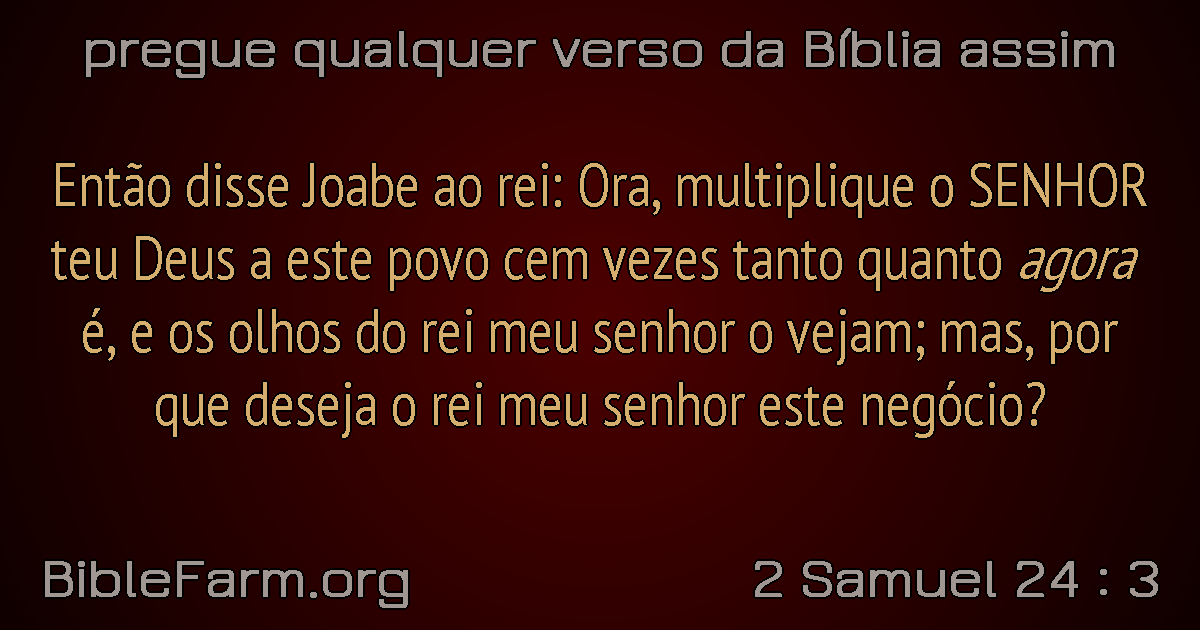 pregue qualquer verso da Bíblia assim
Então disse Joabe ao rei: Ora, multiplique o SENHOR
teu Deus a este povo cem vezes tanto quanto agora
é, e os olhos do rei meu senhor o vejam; mas, por
que deseja o rei meu senhor este negócio?
BibleFarm.org
2 Samuel 24 : 3